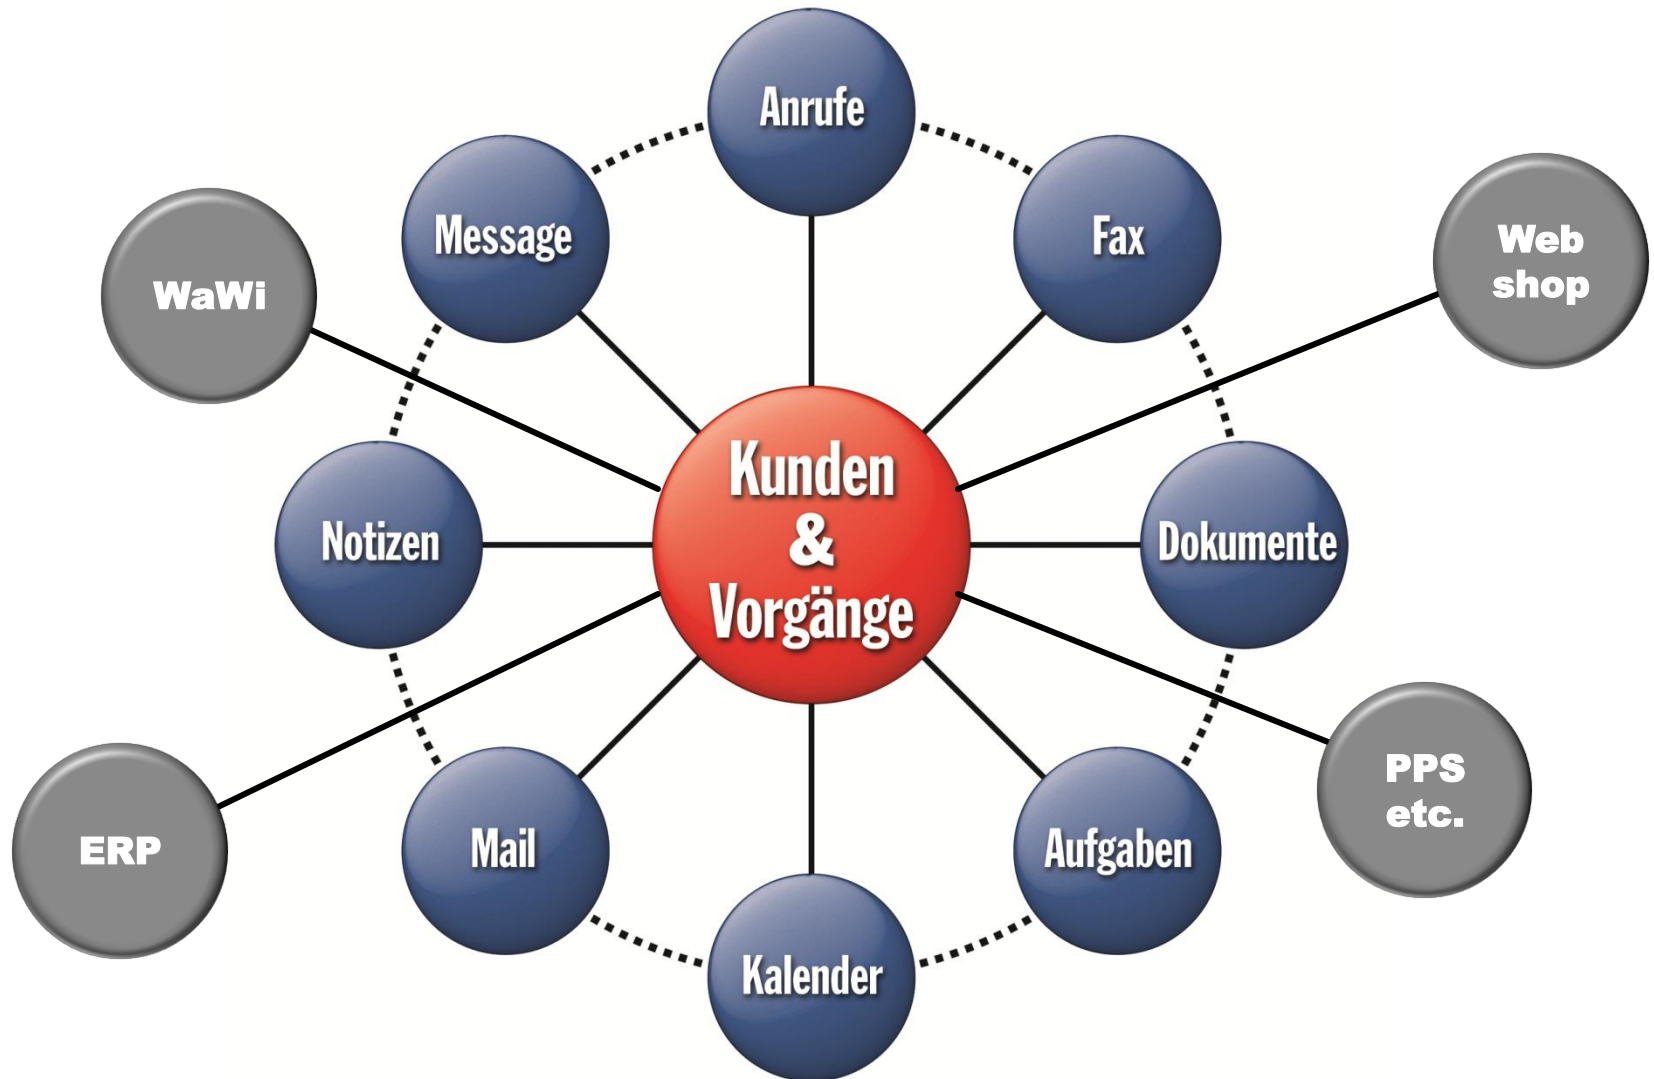 Anrufe
Message
Fax
Web
shop
WaWi
Kunden
&
Vorgänge
Notizen
Dokumente
PPS
etc.
ERP
Mail
Aufgaben
Kalender